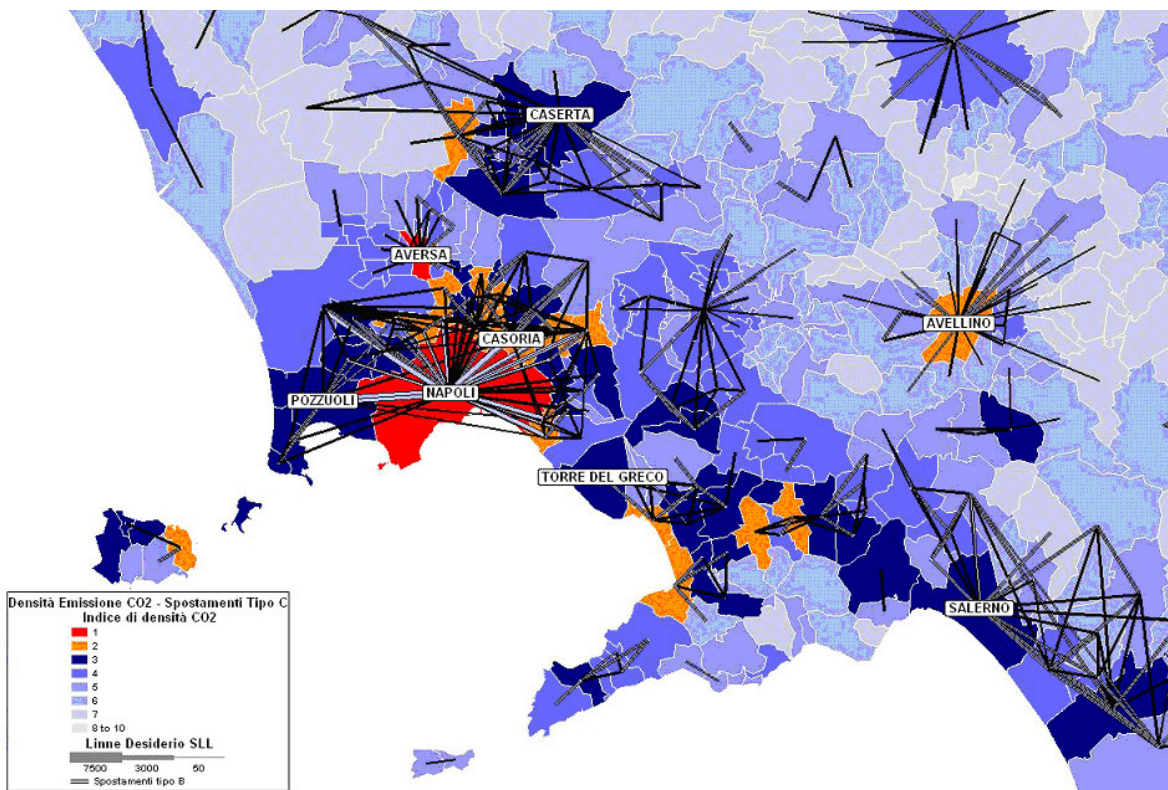 CASERTA
AVERSA
CASORIA
AVELLINO
NAPOLI
POZZUOLI
TORRE DEL GRECO
SALERNO
Densità Emissione CO2 - Spostamenti Tipo C
Indice di densità CO2
1
2
3
4
5
6
7
8 to 10
Linne Desiderio SLL
7500 3000 50
Spostamenti tipo B